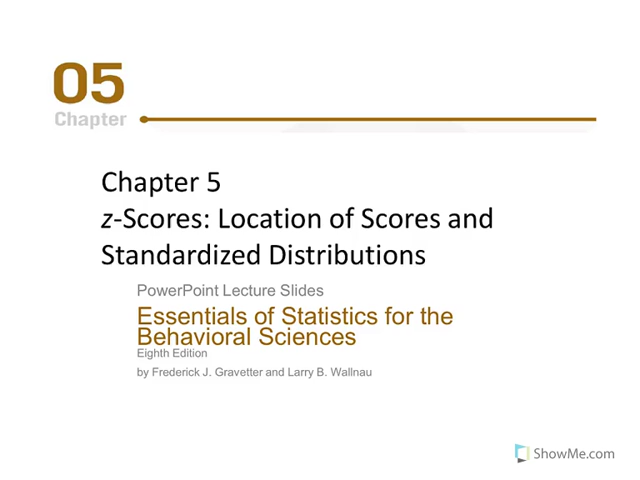 05
Chapter
Chapter 5
z-Scores: Location of Scores and
Standardized Distributions
PowerPoint Lecture Slides
Essentials of Statistics for the
Behavioral Sciences
Eighth Edition
by Frederick J. Gravetter and Larry B. Wallnau
ShowMe.com